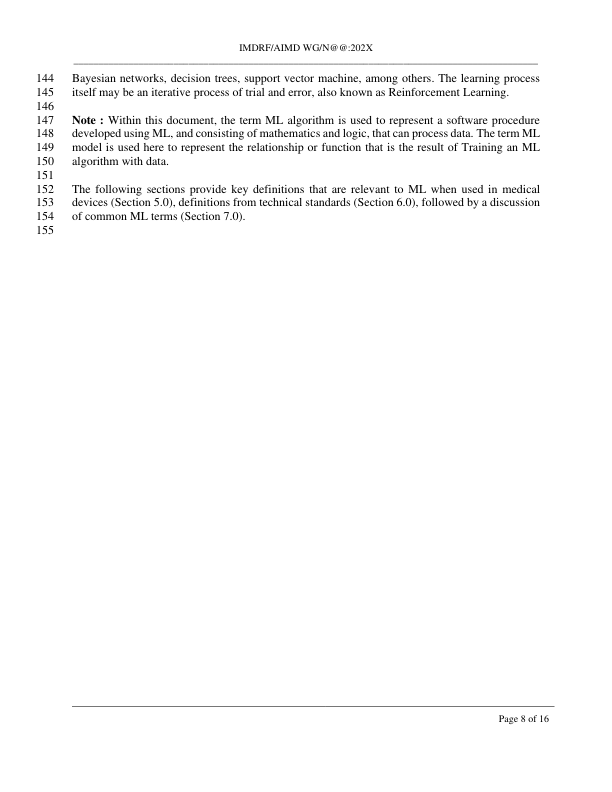 IMDRF/AIMD WG/N@@:202X
144 Bayesian networks, decision trees, support vector machine, among others. The learning process
145 itself may be an iterative process of trial and error, also known as Reinforcement Learning.
146
147 Note : Within this document, the term ML algorithm is used to represent a software procedure
148 developed using ML, and consisting of mathematics and logic, that can process data. The term ML
149 model is used here to represent the relationship or function that is the result of Training an ML
150 algorithm with data.
151
152 The following sections provide key definitions that are relevant to ML when used in medical
153 devices (Section 5.0), definitions from technical standards (Section 6.0), followed by a discussion
154 of common ML terms (Section 7.0).
155
Page 8 of 16